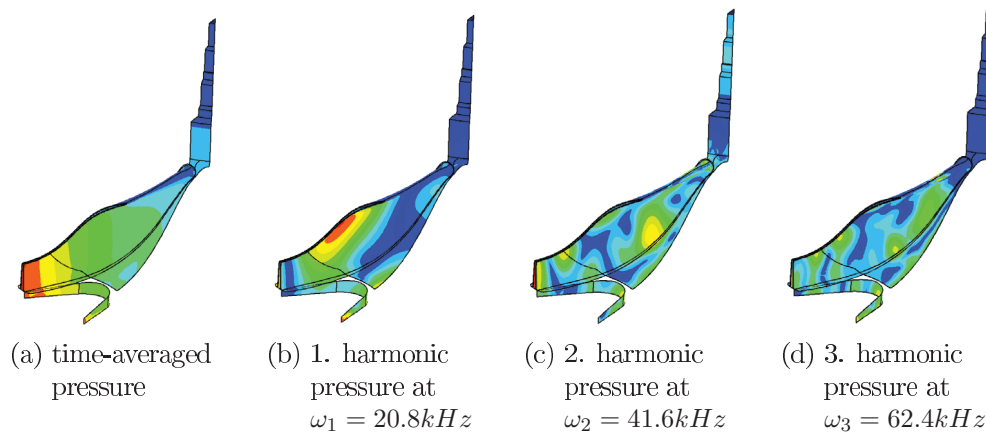 (a) time-averaged
pressure
(b) 1. harmonic
pressure at
ω₁ = 20.8kHz
(c) 2. harmonic
pressure at
ω₂ = 41.6kHz
(d) 3. harmonic
pressure at
ω₃ = 62.4kHz